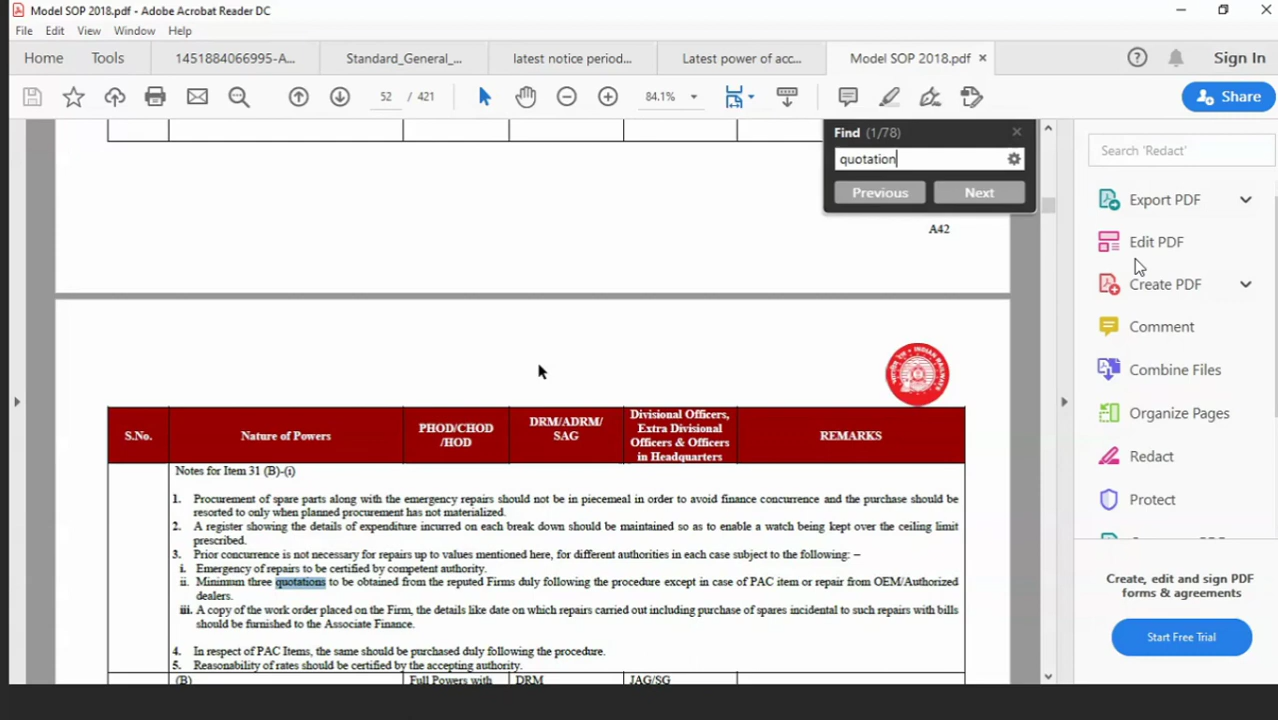 Model SOP 2018.pdf - Adobe Acrobat Reader DC
File Edit View Window Help
Home Tools 1451884066995-A... Standard_General_... latest notice period... Latest power of acc... Model SOP 2018.pdf × Sign In
52 / 421 84.1% Share
Find (1/78)
quotation
Previous Next
Search 'Redact'
Export PDF
Edit PDF
Create PDF
Comment
Combine Files
Organize Pages
Redact
Protect
Create, edit and sign PDF
forms & agreements
Start Free Trial
A42
INDIAN RAILWAYS
S.No. Nature of Powers PHOD/CHOD
/HOD DRM/ADRM/
SAG Divisional Officers,
Extra Divisional
Officers & Officers
in Headquarters REMARKS
Notes for Item 31 (B)-(i)
1. Procurement of spare parts along with the emergency repairs should not be in piecemeal in order to avoid finance concurrence and the purchase should be
resorted to only when planned procurement has not materialized.
2. A register showing the details of expenditure incurred on each break down should be maintained so as to enable a watch being kept over the ceiling limit
prescribed.
3. Prior concurrence is not necessary for repairs up to values mentioned here, for different authorities in each case subject to the following: –
i. Emergency of repairs to be certified by competent authority.
ii. Minimum three quotations to be obtained from the reputed Firms duly following the procedure except in case of PAC item or repair from OEM/Authorized
dealers.
iii. A copy of the work order placed on the Firm, the details like date on which repairs carried out including purchase of spares incidental to such repairs with bills
should be furnished to the Associate Finance.
4. In respect of PAC Items, the same should be purchased duly following the procedure.
5. Reasonability of rates should be certified by the accepting authority.
(B) Full Powers with DRM JAG/SG